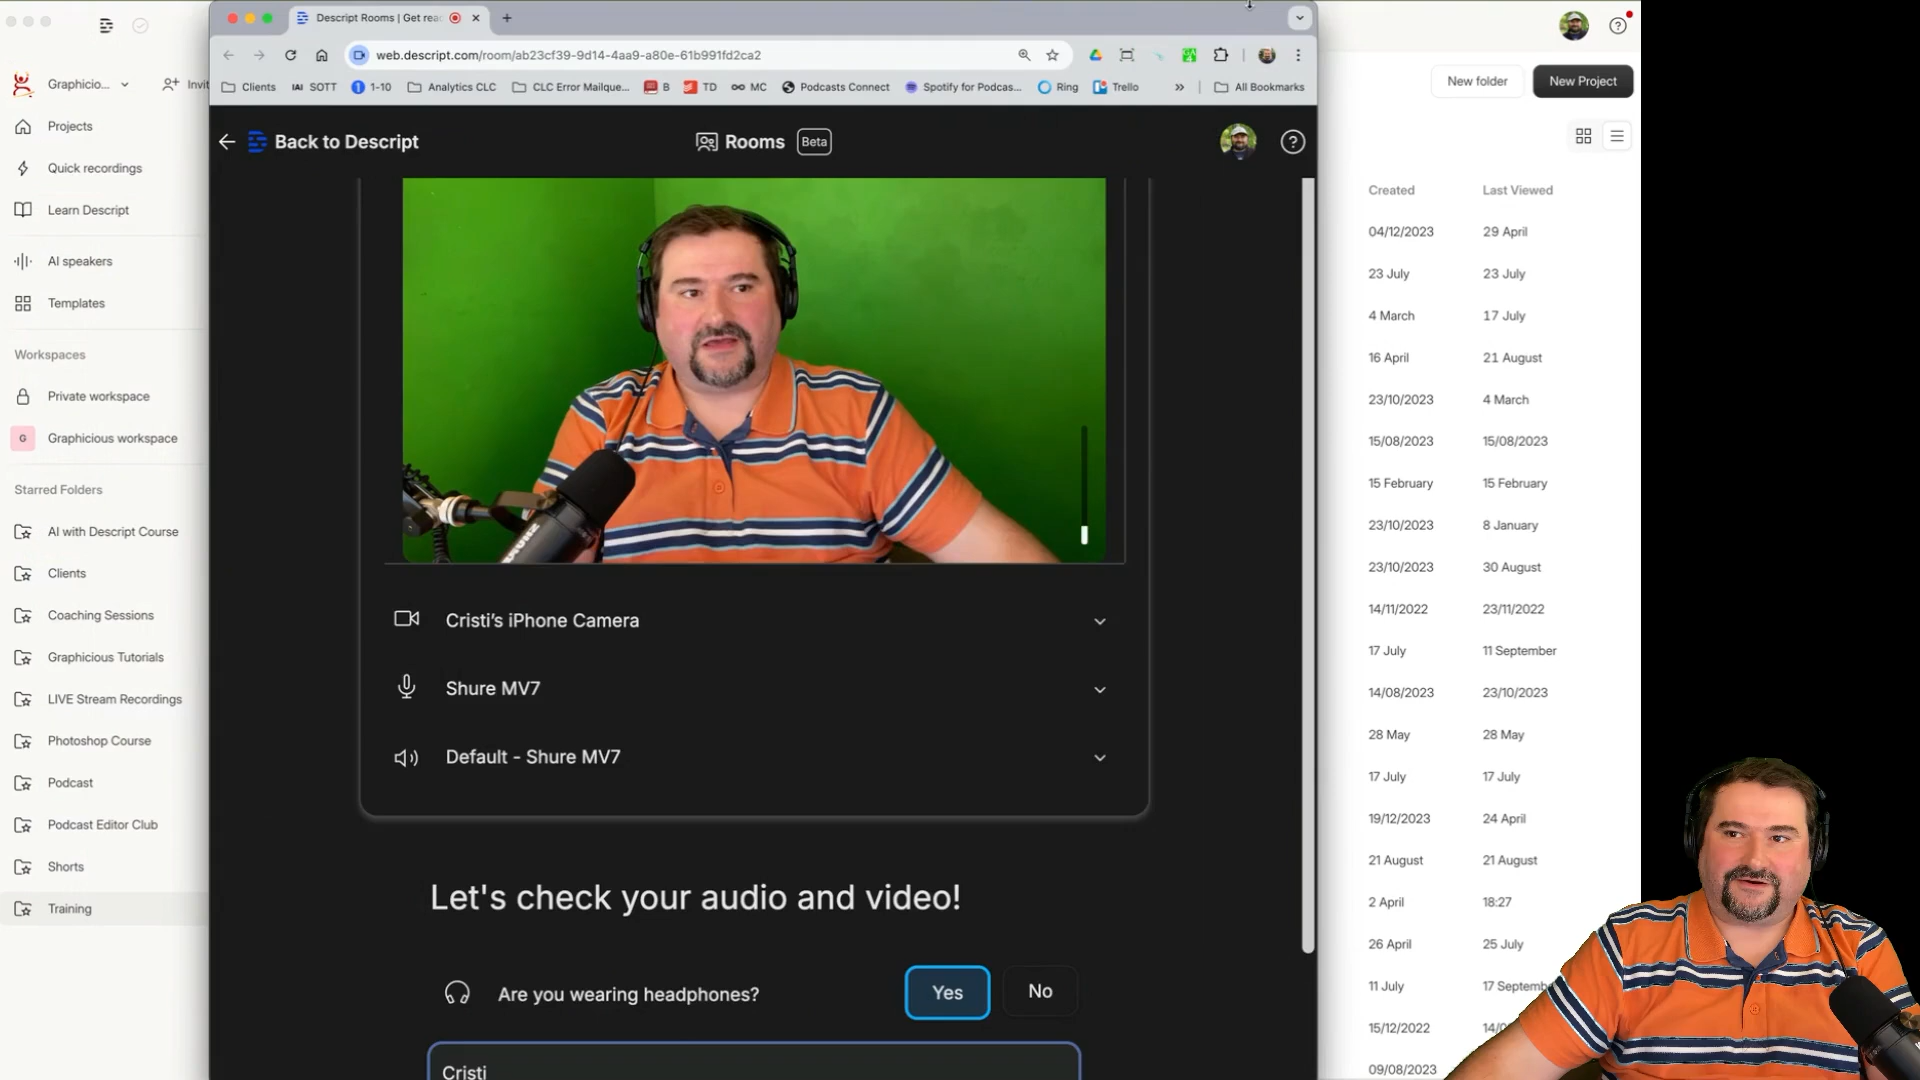 Descript Rooms | Get rea
web.descript.com/room/ab23cf39-9d14-4aa9-a80e-61b991fd2ca2
Clients
IAI SOTT
1 1-10
Analytics CLC
CLC Error Mailque...
B
TD
MC
Podcasts Connect
Spotify for Podcas...
Ring
Trello
All Bookmarks
Back to Descript
Rooms
Beta
Cristi's iPhone Camera
Shure MV7
Default - Shure MV7
Let's check your audio and video!
Are you wearing headphones?
Yes
No
Cristi
Graphicio...
Invit
Projects
Quick recordings
Learn Descript
AI speakers
Templates
Workspaces
Private workspace
G Graphicious workspace
Starred Folders
AI with Descript Course
Clients
Coaching Sessions
Graphicious Tutorials
LIVE Stream Recordings
Photoshop Course
Podcast
Podcast Editor Club
Shorts
Training
New folder
New Project
Created Last Viewed
04/12/2023 29 April
23 July 23 July
4 March 17 July
16 April 21 August
23/10/2023 4 March
15/08/2023 15/08/2023
15 February 15 February
23/10/2023 8 January
23/10/2023 30 August
14/11/2022 23/11/2022
17 July 11 September
14/08/2023 23/10/2023
28 May 28 May
17 July 17 July
19/12/2023 24 April
21 August 21 August
2 April 18:27
26 April 25 July
11 July 17 Septemb
15/12/2022 14/0
09/08/2023